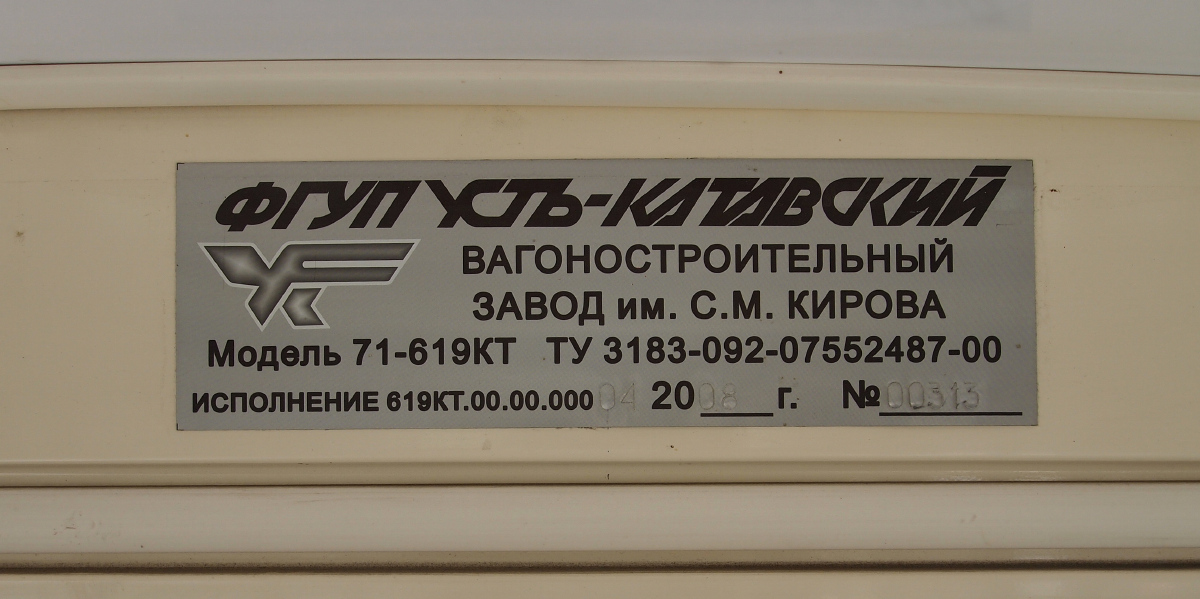 ФГУП УСТЬ-КАТАВСКИЙ
ВАГОНОСТРОИТЕЛЬНЫЙ
ЗАВОД им. С.М. КИРОВА
Модель 71-619КТ ТУ 3183-092-07552487-00
ИСПОЛНЕНИЕ 619КТ.00.00.000 04 2008 г. №00313